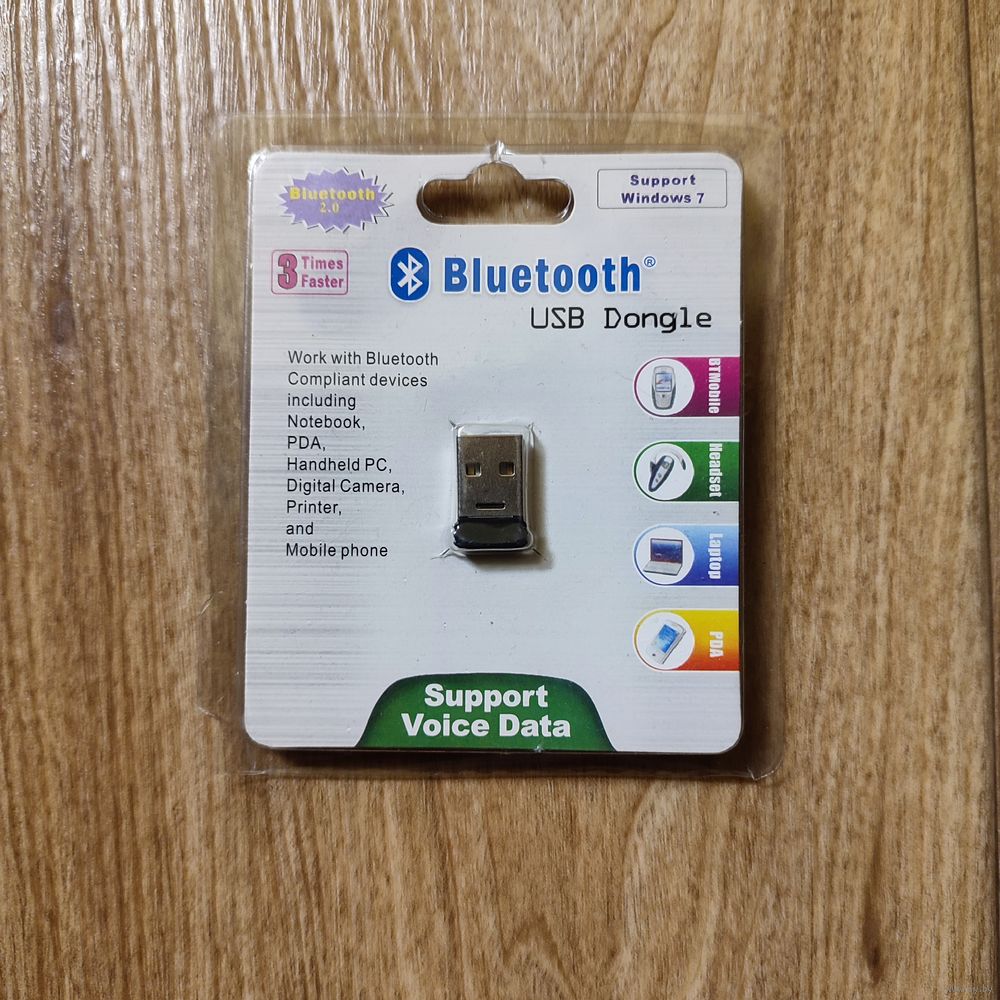 Bluetooth
2.0
Support
Windows 7
3 Times
Faster
Bluetooth®
USB Dongle
Work with Bluetooth
Compliant devices
including
Notebook,
PDA,
Handheld PC,
Digital Camera,
Printer,
and
Mobile phone
BTMobile
Headset
Laptop
PDA
Support
Voice Data